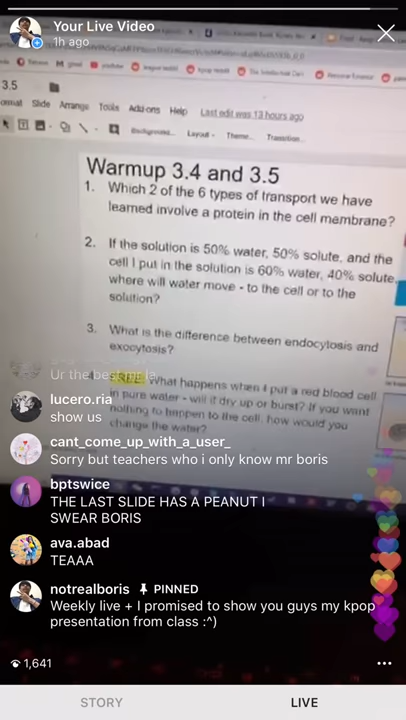 Your Live Video
1h ago
3.5
Slide Arrange Tools Add-ons Help Last edit was 13 hours ago
Background... Layout Theme... Transition...
Warmup 3.4 and 3.5
1. Which 2 of the 6 types of transport we have
learned involve a protein in the cell membrane?
2. If the solution is 50% water, 50% solute, and the
cell I put in the solution is 60% water, 40% solute,
where will water move - to the cell or to the
solution?
3. What is the difference between endocytosis and
exocytosis?
FREE: What happens when I put a red blood cell
in pure water - will it dry up or burst? If you want
nothing to happen to the cell, how would you
change the water?
Ur the best mr la
lucero.ria
show us
cant_come_up_with_a_user_
Sorry but teachers who i only know mr boris
bptswice
THE LAST SLIDE HAS A PEANUT I
SWEAR BORIS
ava.abad
TEAAA
notrealboris PINNED
Weekly live + I promised to show you guys my kpop
presentation from class :^)
1,641
STORY LIVE